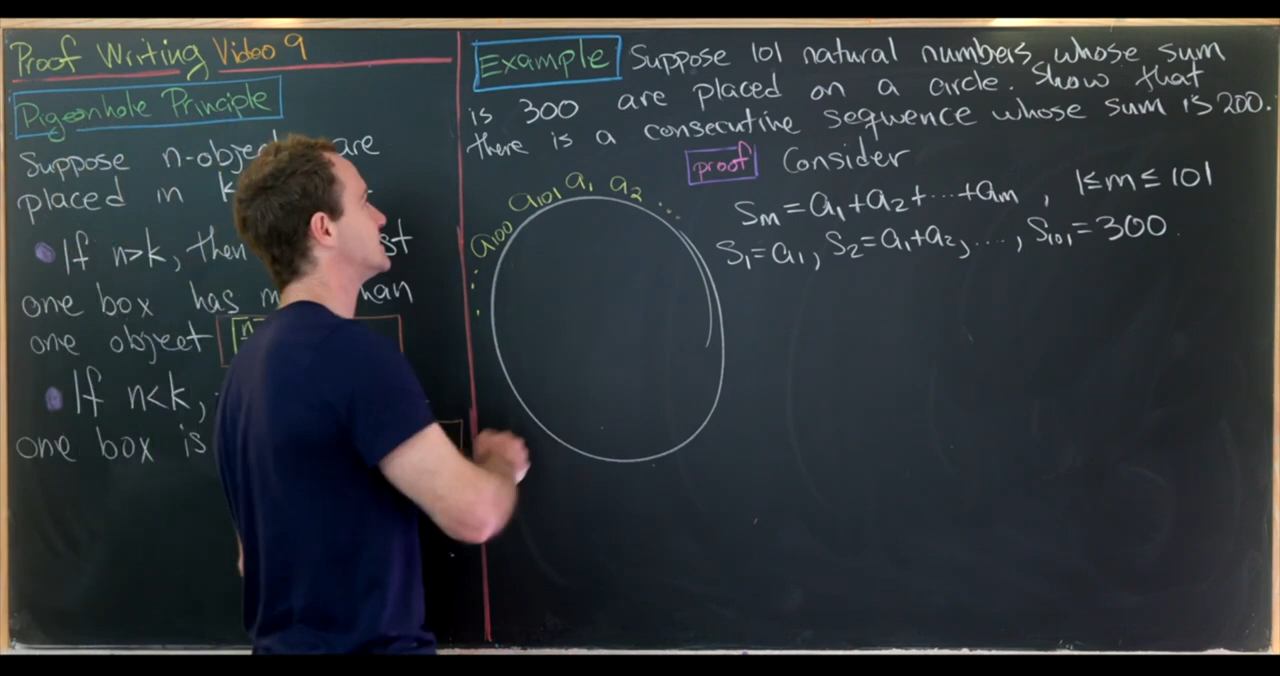 Proof Writing Video 9
Pigeonhole Principle
Suppose n-objects are
placed in k
• If n>k, then
one box has than
one object
• If n<k,
one box is
Example Suppose 101 natural numbers, whose sum
is 300 are placed on a circle. Show that
there is a consecutive sequence whose sum is 200.
proof Consider
Sm = a1+a2+...+am, 1≤m≤101
S1=a1, S2=a1+a2, ..., S101=300.
a100 a101 a1 a2 ...